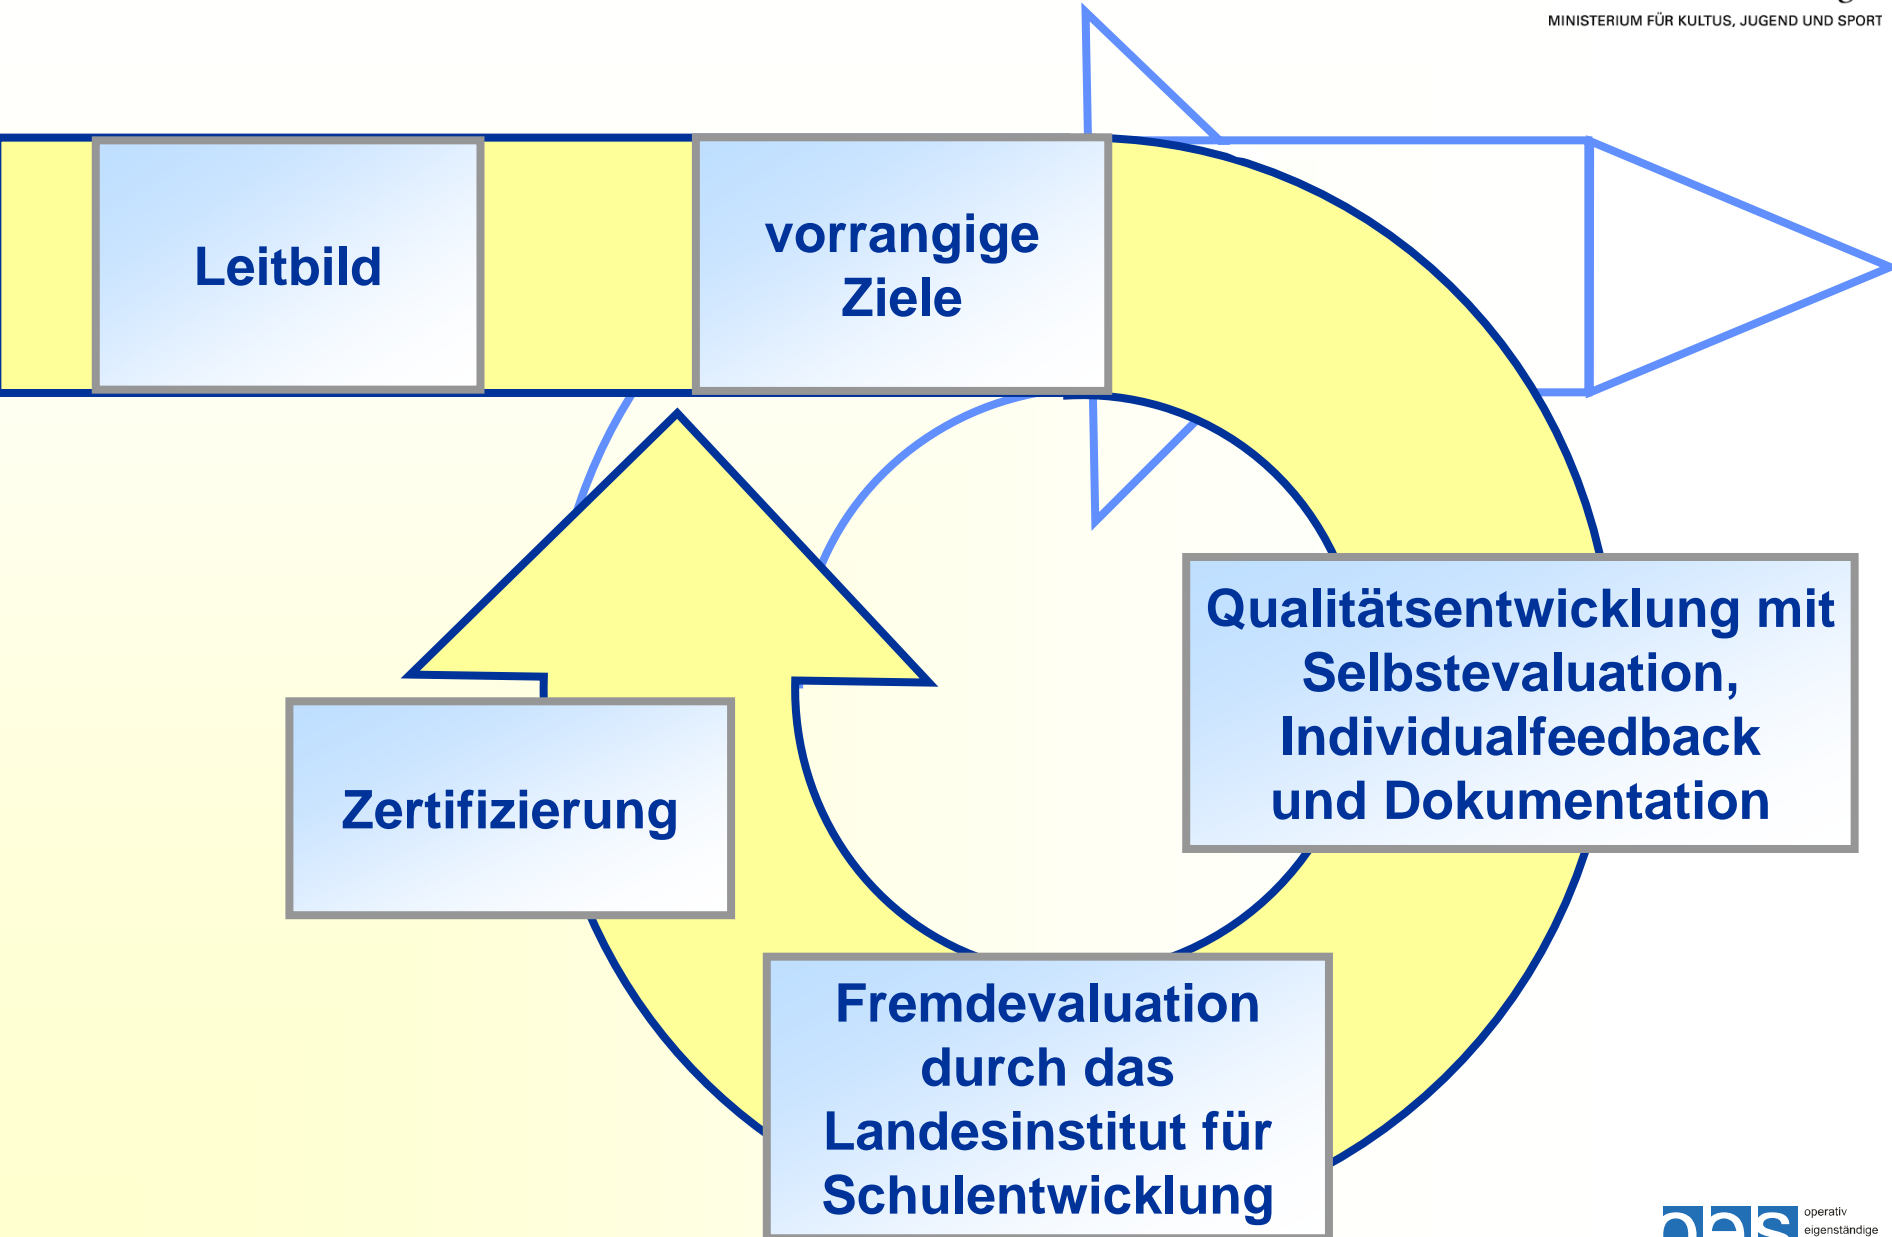 MINISTERIUM FÜR KULTUS, JUGEND UND SPORT
Leitbild
vorrangige
Ziele
Qualitätsentwicklung mit
Selbstevaluation,
Individualfeedback
und Dokumentation
Zertifizierung
Fremdevaluation
durch das
Landesinstitut für
Schulentwicklung
oes
operativ
eigenständige